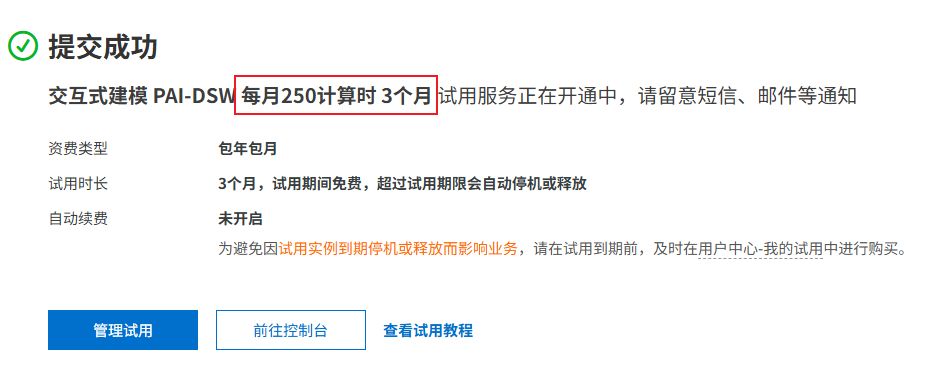 提交成功
交互式建模 PAI-DSW 每月250计算时 3个月 试用服务正在开通中，请留意短信、邮件等通知
资费类型 包年包月
试用时长 3个月，试用期间免费，超过试用期限会自动停机或释放
自动续费 未开启
为避免因试用实例到期停机或释放而影响业务，请在试用到期前，及时在用户中心-我的试用中进行购买。
管理试用 前往控制台 查看试用教程